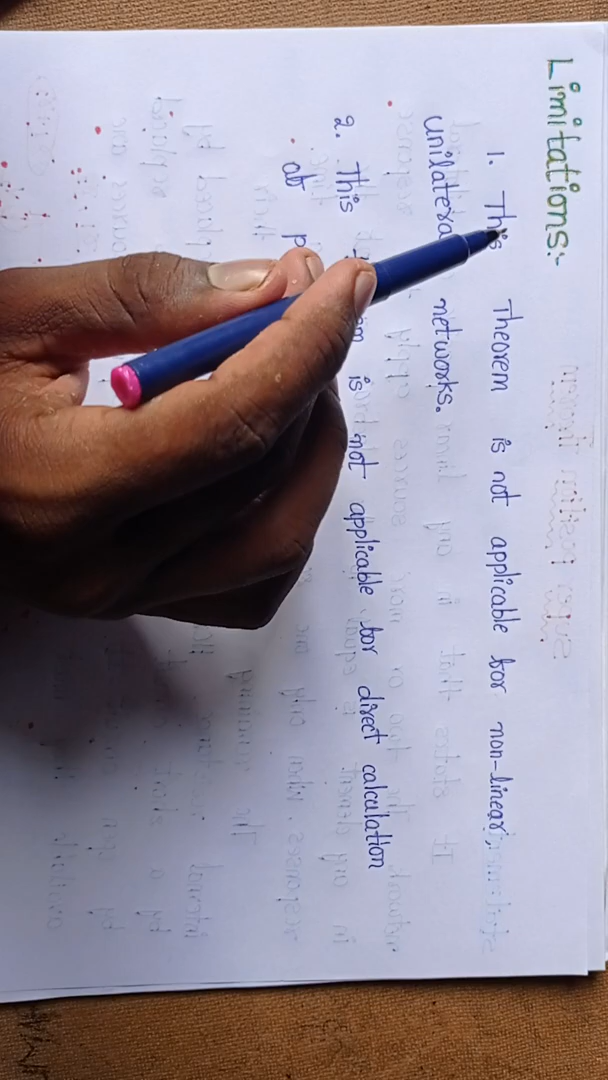 Limitations:-
1. This Theorem is not applicable for non-linear,
unilateral networks.
2. This is not applicable for direct calculation
of